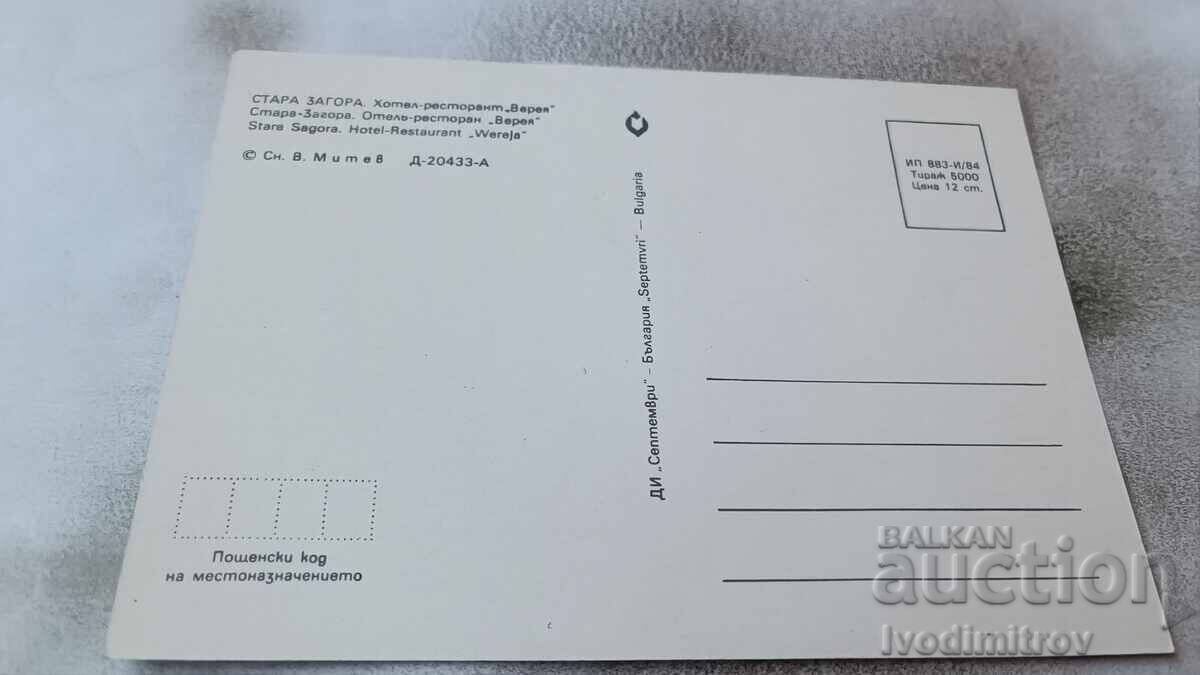 СТАРА ЗАГОРА. Хотел-ресторант „Верея"
Стара-Загора. Отель-ресторан „Верея"
Stara Sagora. Hotel-Restaurant „Wereja"
© Сн. В. Митев Д-20433-А
ДИ „Септември" – България „Septemvri" — Bulgaria
ИП 883-И/84
Тираж 5000
Цена 12 ст.
Пощенски код
на местоназначението
BALKAN
auction
Ivodimitrov